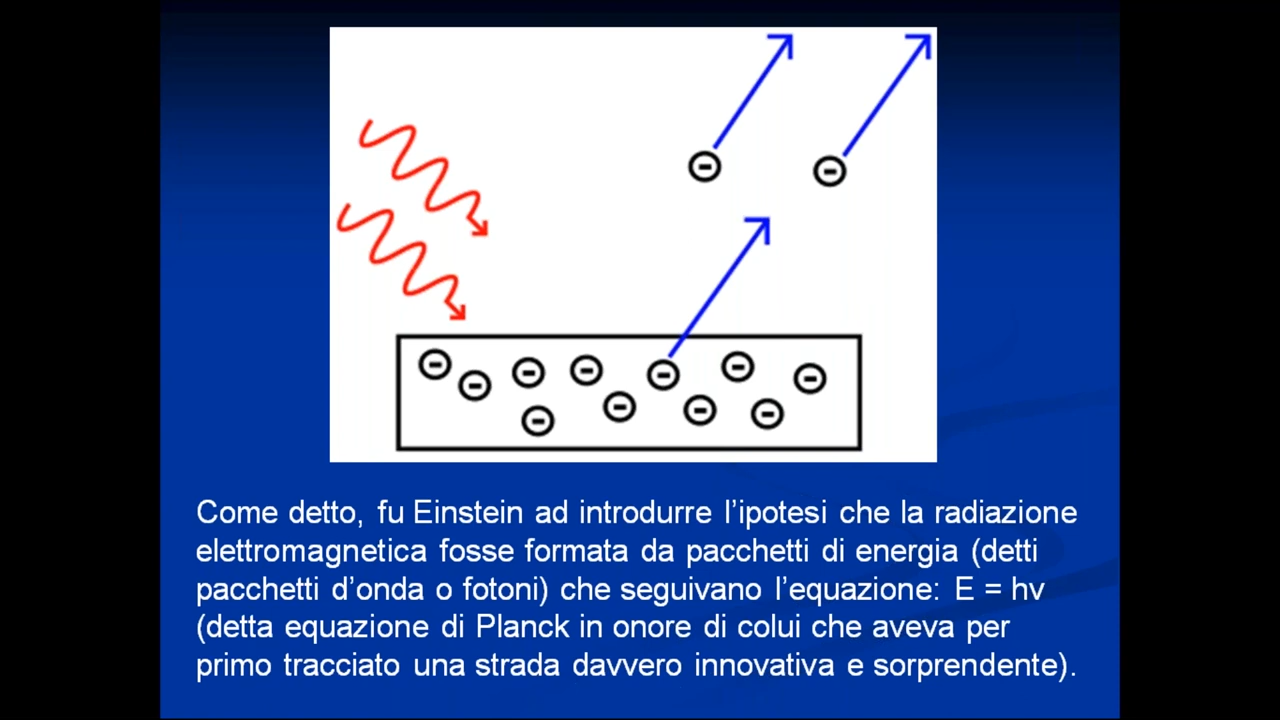 Come detto, fu Einstein ad introdurre l’ipotesi che la radiazione
elettromagnetica fosse formata da pacchetti di energia (detti
pacchetti d’onda o fotoni) che seguivano l’equazione: E = hv
(detta equazione di Planck in onore di colui che aveva per
primo tracciato una strada davvero innovativa e sorprendente).